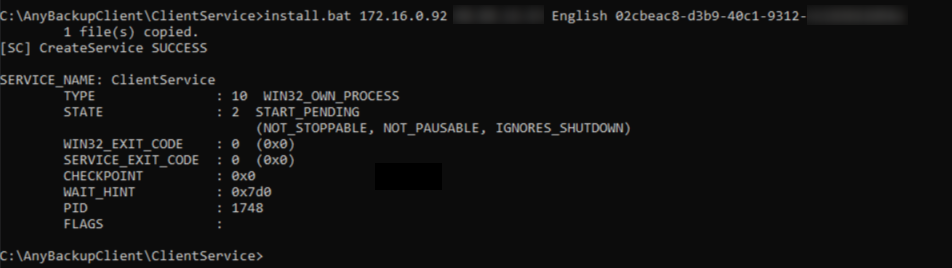 C:\AnyBackupClient\ClientService>install.bat 172.16.0.92 English 02cbeac8-d3b9-40c1-9312-
1 file(s) copied.
[SC] CreateService SUCCESS
SERVICE_NAME: ClientService
TYPE : 10 WIN32_OWN_PROCESS
STATE : 2 START_PENDING
(NOT_STOPPABLE, NOT_PAUSABLE, IGNORES_SHUTDOWN)
WIN32_EXIT_CODE : 0 (0x0)
SERVICE_EXIT_CODE : 0 (0x0)
CHECKPOINT : 0x0
WAIT_HINT : 0x7d0
PID : 1748
FLAGS :
C:\AnyBackupClient\ClientService>